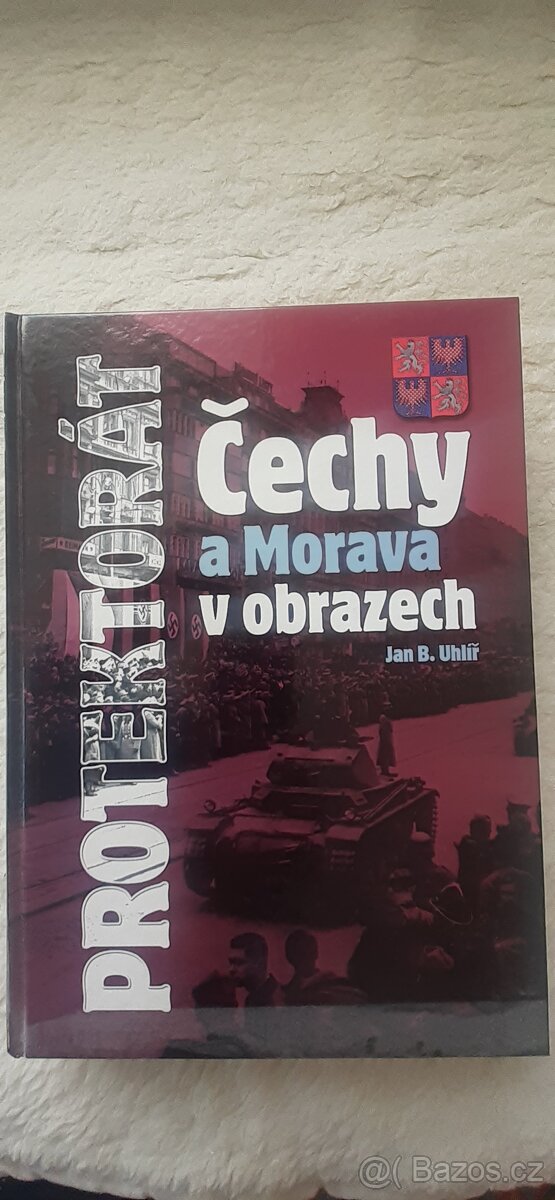 PROTEKTORÁT
Čechy
a Morava
v obrazech
Jan B. Uhlíř
@( Bazos.cz